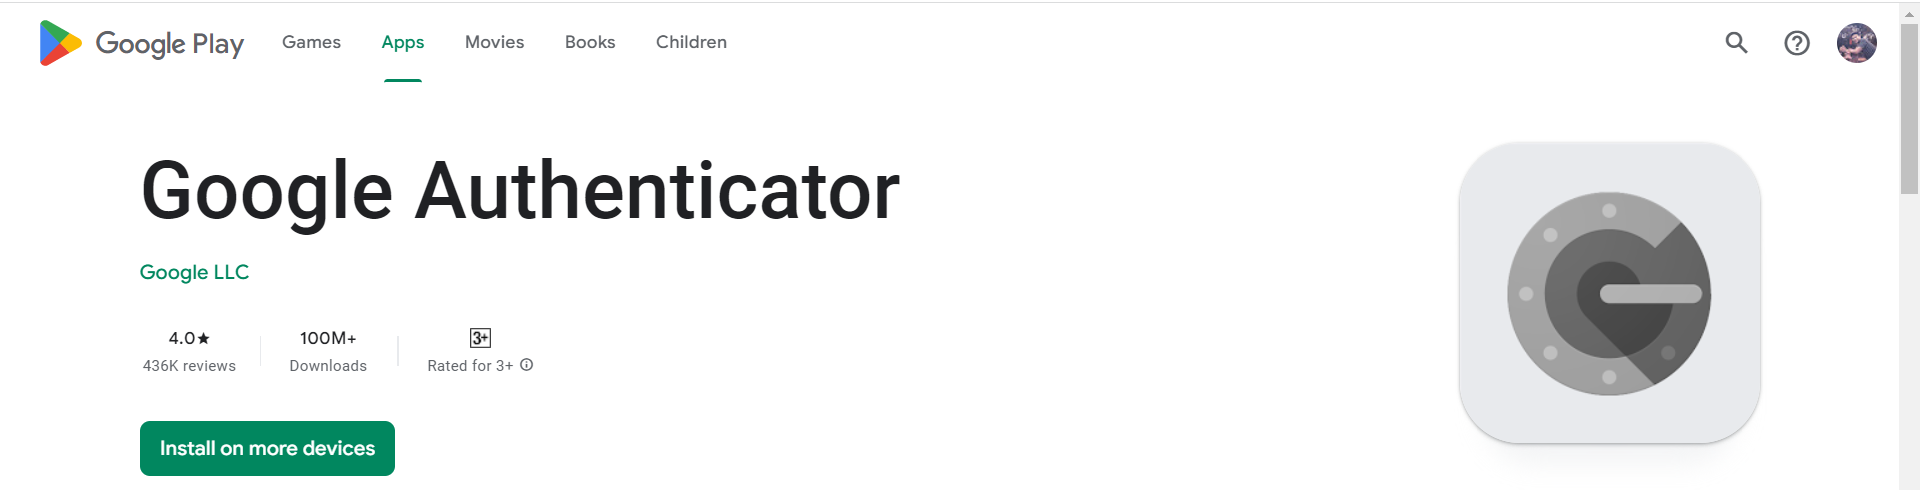 Google Play Games Apps Movies Books Children
Google Authenticator
Google LLC
4.0★ 100M+ 3+
436K reviews Downloads Rated for 3+
Install on more devices